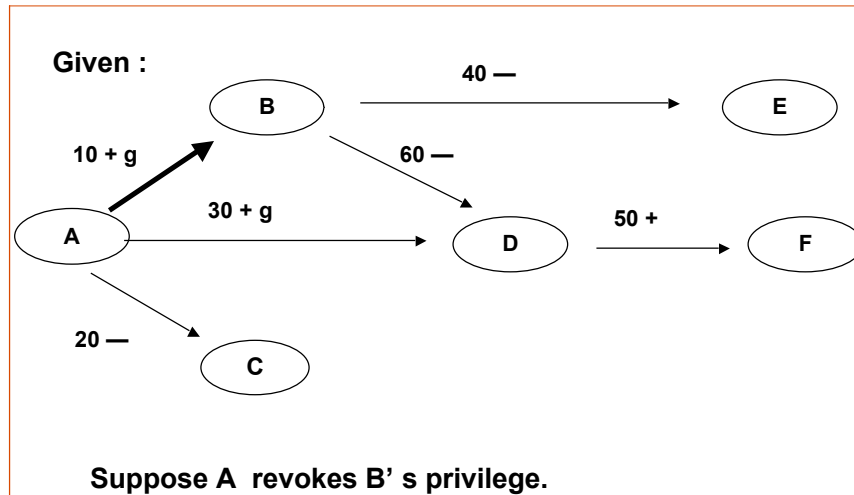 Given :
40 —
B
E
10 + g
60 —
30 + g
50 +
A
D
F
20 —
C
Suppose A revokes B' s privilege.